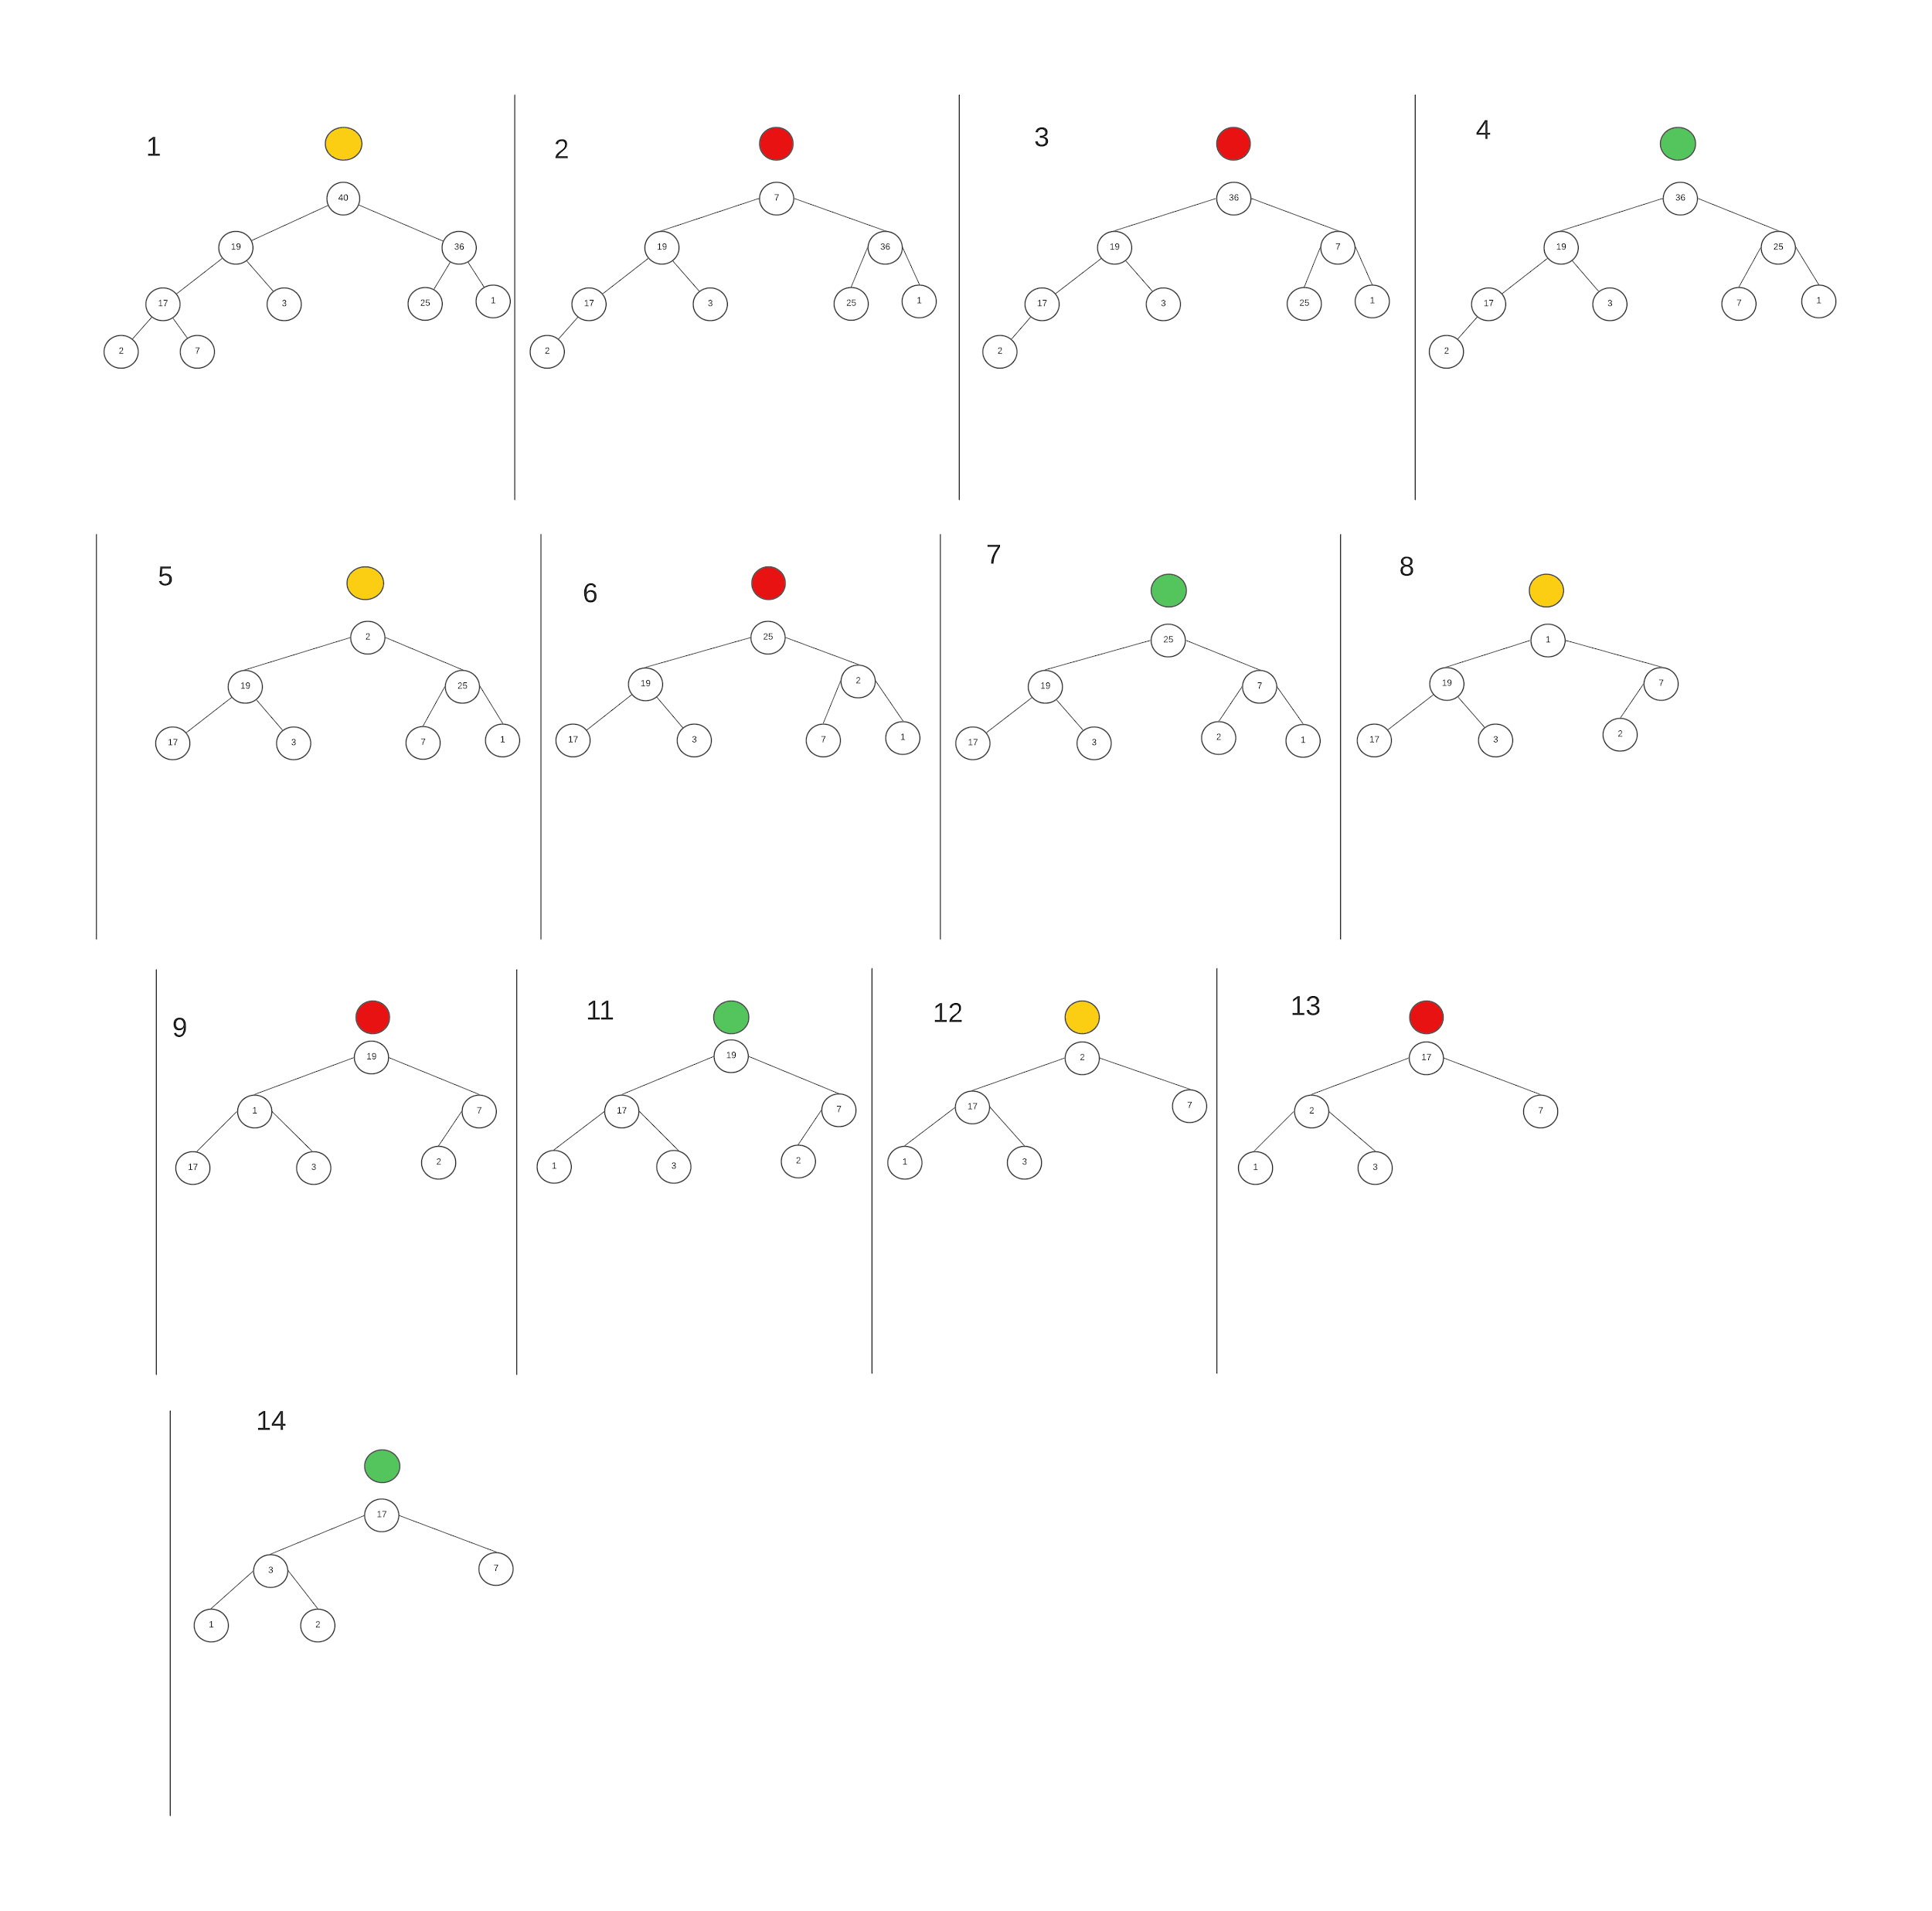 1 2 3 4
40 7 36 36
19 36 19 36 19 7 19 25
17 3 25 1 17 3 25 1 17 3 25 1 17 3 7 1
2 7 2 2 2
5 6 7 8
2 25 25 1
19 25 19 2 19 7 19 7
17 3 7 1 17 3 7 1 17 3 2 1 17 3 2
9 11 12 13
19 19 2 17
1 7 17 7 17 7 2 7
17 3 2 1 3 2 1 3 1 3
14
17
3 7
1 2